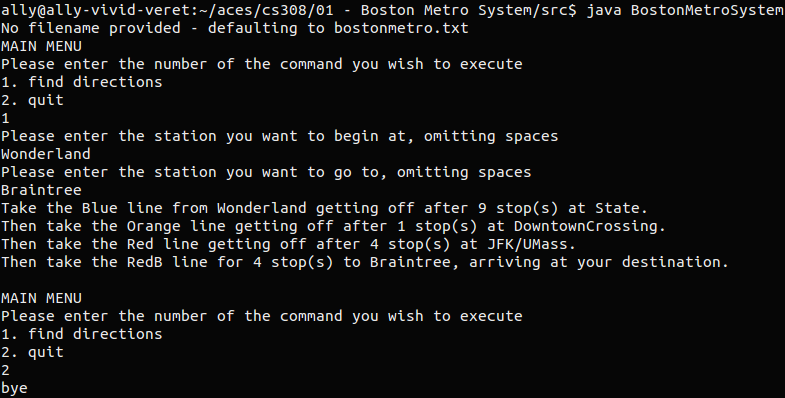 ally@ally-vivid-veret:~/aces/cs308/01 - Boston Metro System/src$ java BostonMetroSystem
No filename provided - defaulting to bostonmetro.txt
MAIN MENU
Please enter the number of the command you wish to execute
1. find directions
2. quit
1
Please enter the station you want to begin at, omitting spaces
Wonderland
Please enter the station you want to go to, omitting spaces
Braintree
Take the Blue line from Wonderland getting off after 9 stop(s) at State.
Then take the Orange line getting off after 1 stop(s) at DowntownCrossing.
Then take the Red line getting off after 4 stop(s) at JFK/UMass.
Then take the RedB line for 4 stop(s) to Braintree, arriving at your destination.
MAIN MENU
Please enter the number of the command you wish to execute
1. find directions
2. quit
2
bye